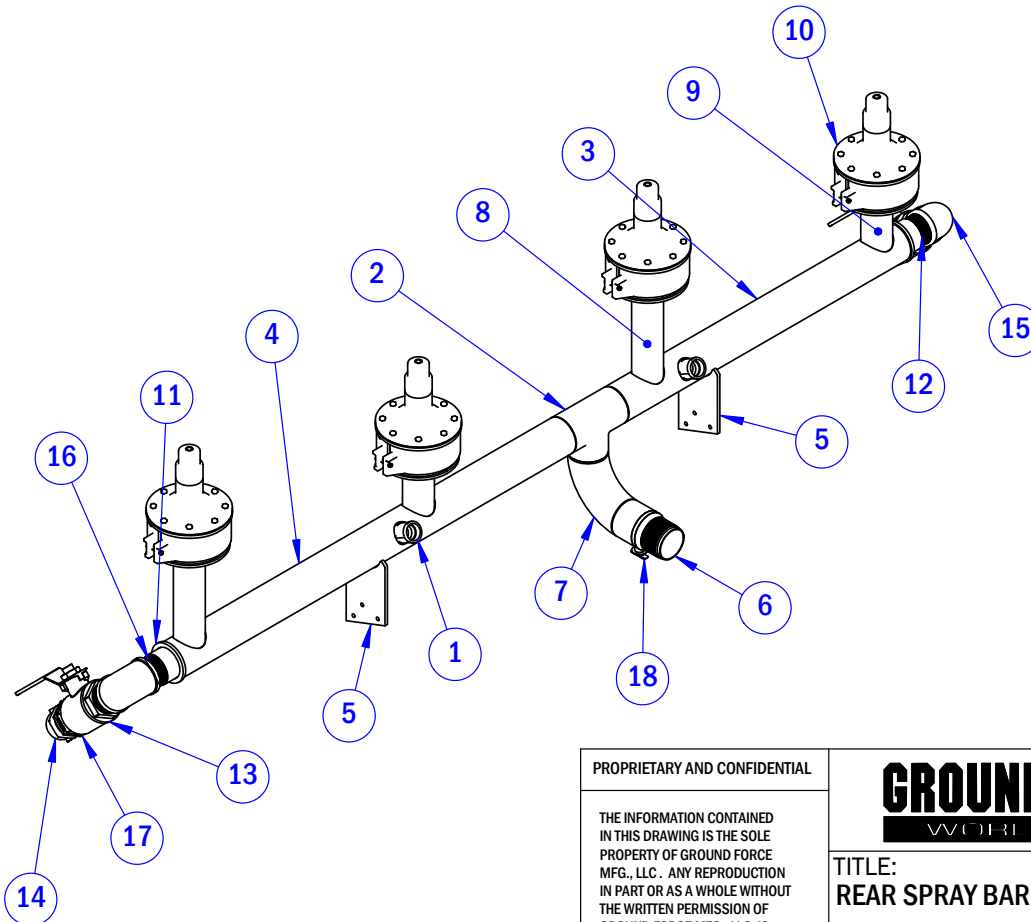 10
9
3
8
2
4
15
11
12
16
5
7
6
1
18
5
13
17
14
PROPRIETARY AND CONFIDENTIAL
THE INFORMATION CONTAINED
IN THIS DRAWING IS THE SOLE
PROPERTY OF GROUND FORCE
MFG., LLC . ANY REPRODUCTION
IN PART OR AS A WHOLE WITHOUT
THE WRITTEN PERMISSION OF
TITLE:
REAR SPRAY BAR